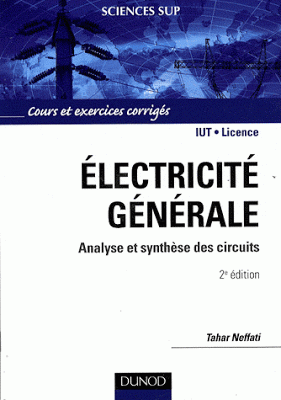 SCIENCES SUP
Cours et exercices corrigés
IUT • Licence
ÉLECTRICITÉ
GÉNÉRALE
Analyse et synthèse des circuits
2e édition
Tahar Neffati
DUNOD